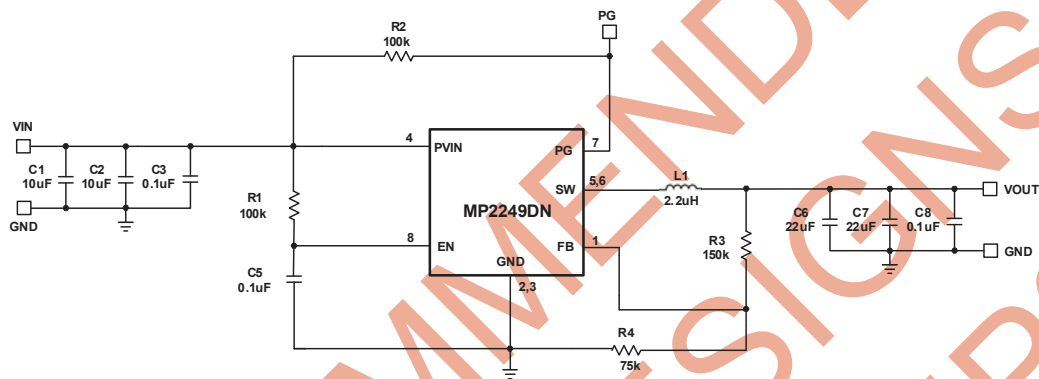 PG
R2
100k
VIN
4
PVIN
7
PG
C1
10uF
C2
10uF
C3
0.1uF
5,6
SW
L1
2.2uH
VOUT
R1
100k
MP2249DN
C6
22uF
C7
22uF
C8
0.1uF
GND
8
EN
FB
1
R3
150k
GND
GND
2,3
C5
0.1uF
R4
75k